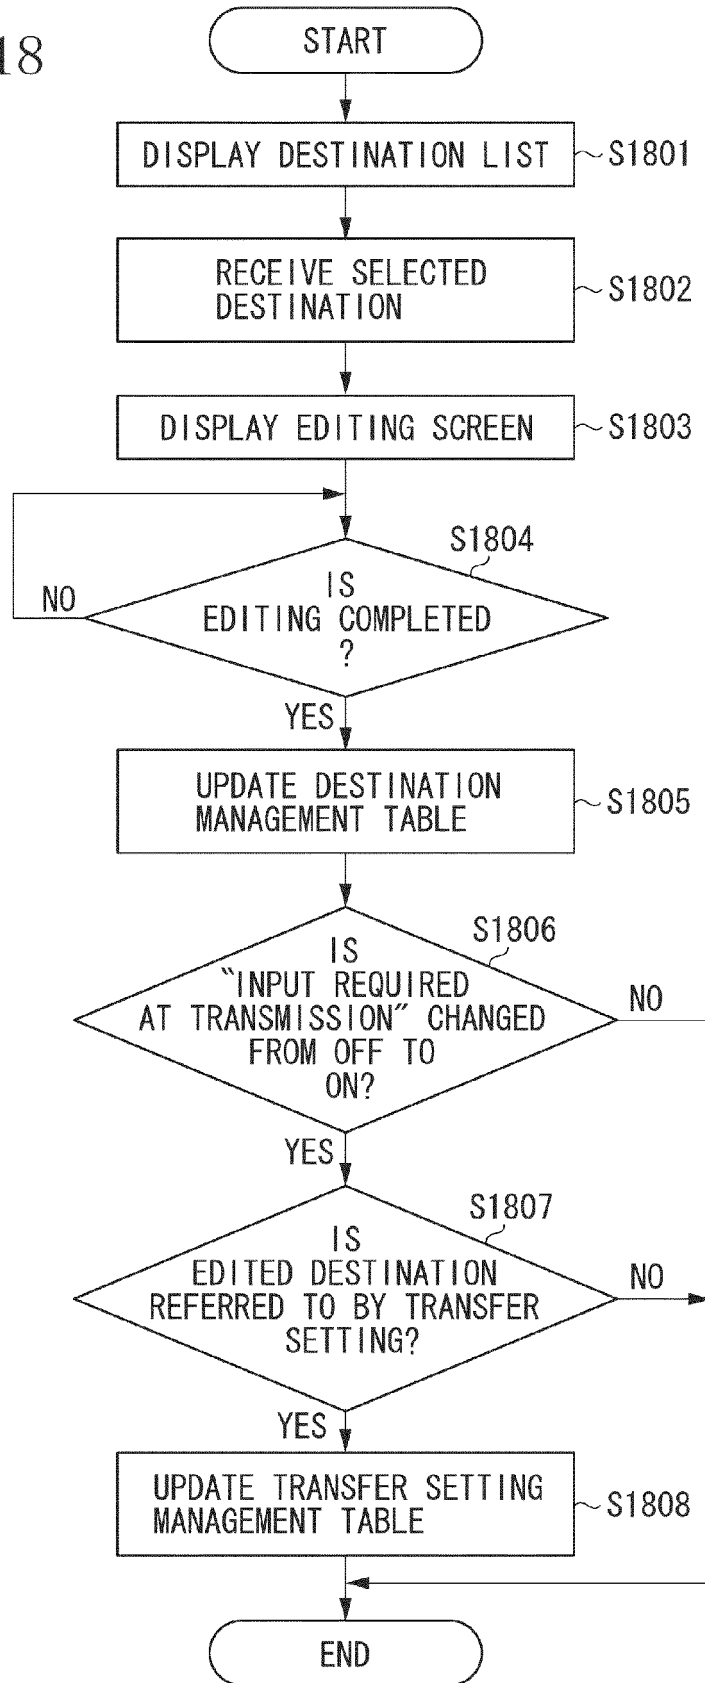 18
START
DISPLAY DESTINATION LIST
S1801
RECEIVE SELECTED
DESTINATION
S1802
DISPLAY EDITING SCREEN
S1803
S1804
IS
EDITING COMPLETED
?
NO
YES
UPDATE DESTINATION
MANAGEMENT TABLE
S1805
S1806
IS
“INPUT REQUIRED
AT TRANSMISSION” CHANGED
FROM OFF TO
ON?
NO
YES
S1807
IS
EDITED DESTINATION
REFERRED TO BY TRANSFER
SETTING?
NO
YES
UPDATE TRANSFER SETTING
MANAGEMENT TABLE
S1808
END